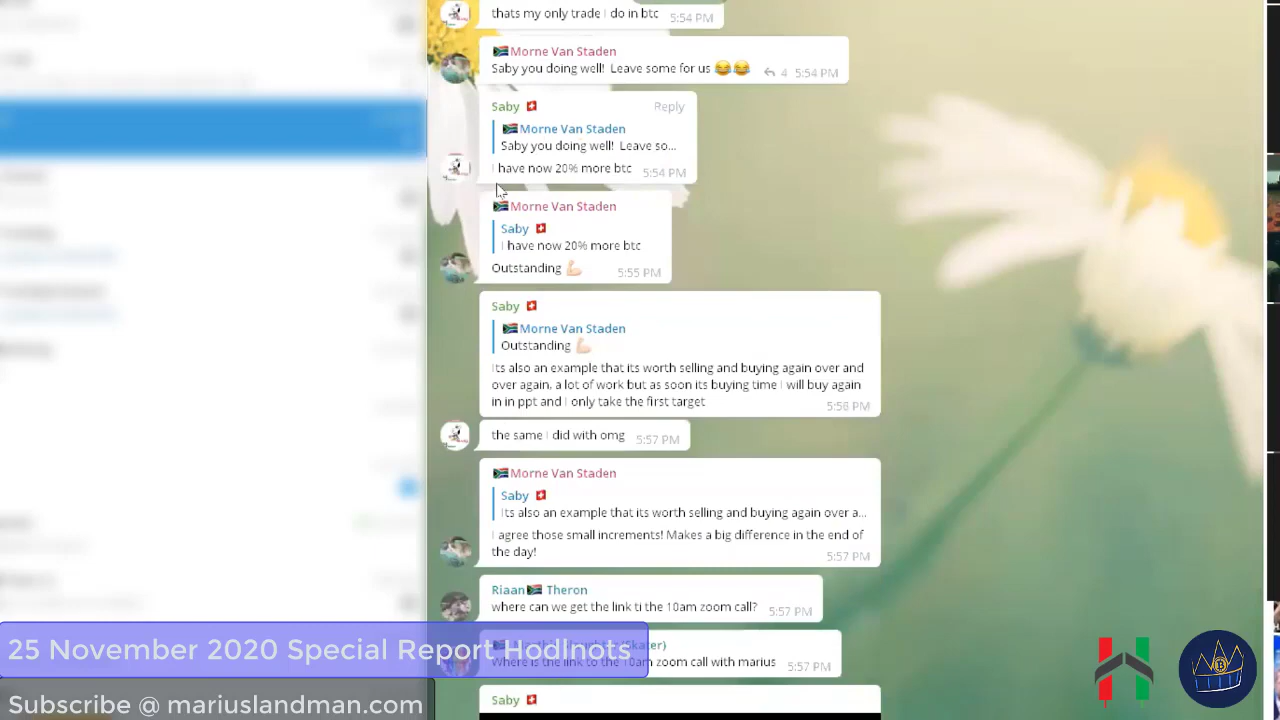 thats my only trade I do in btc
5:54 PM
Morne Van Staden
Saby you doing well! Leave some for us 😂😂
4 5:54 PM
Saby
Reply
Morne Van Staden
Saby you doing well! Leave so...
I have now 20% more btc
5:54 PM
Morne Van Staden
Saby
I have now 20% more btc
Outstanding 💪🏻
5:55 PM
Saby
Morne Van Staden
Outstanding 💪🏻
Its also an example that its worth selling and buying again over and
over again, a lot of work but as soon its buying time I will buy again
in in ppt and I only take the first target
5:58 PM
the same I did with omg
5:57 PM
Morne Van Staden
Saby
Its also an example that its worth selling and buying again over a...
I agree those small increments! Makes a big difference in the end of
the day!
5:57 PM
Riaan Theron
where can we get the link ti the 10am zoom call?
5:57 PM
25 November 2020 Special Report Hodlnots
Where is the link to the 10am zoom call with marius
5:57 PM
Saby
Subscribe @ mariuslandman.com